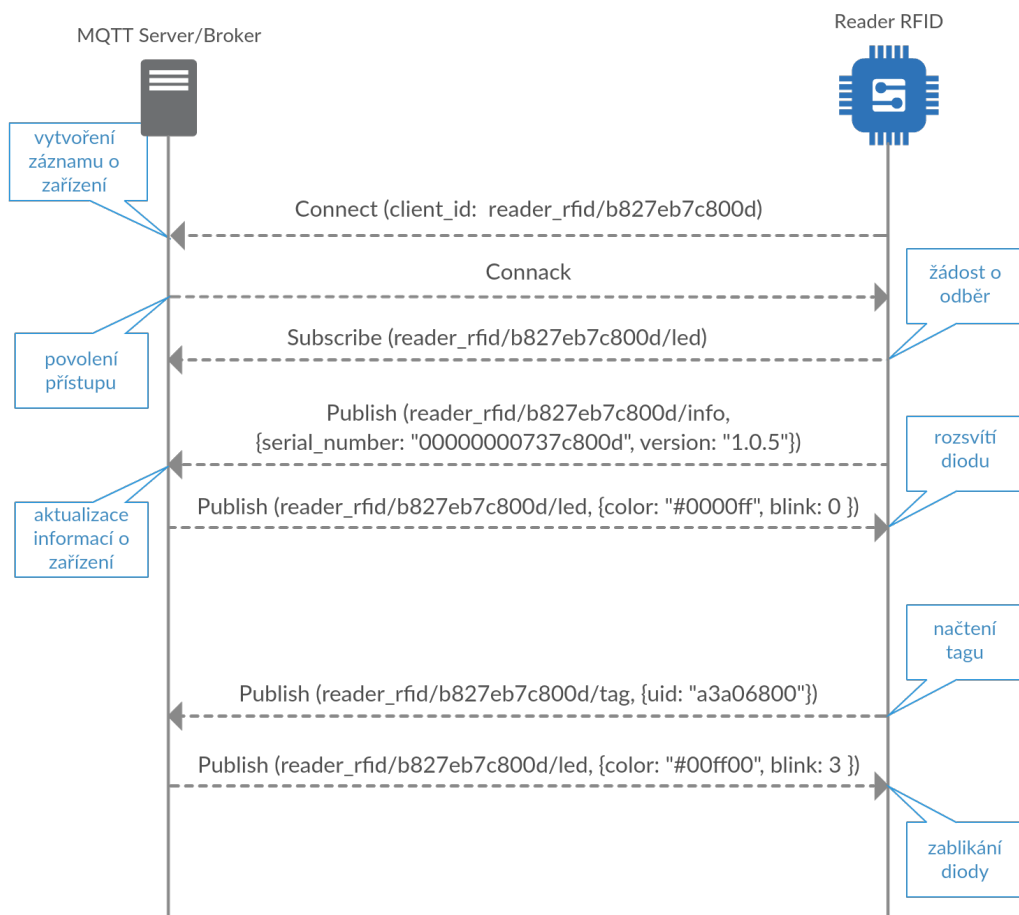 MQTT Server/Broker
Reader RFID
vytvoření
záznamu o
zařízení
Connect (client_id: reader_rfid/b827eb7c800d)
Connack
žádost o
odběr
Subscribe (reader_rfid/b827eb7c800d/led)
povolení
přístupu
Publish (reader_rfid/b827eb7c800d/info,
{serial_number: "00000000737c800d", version: "1.0.5"})
rozsvítí
diodu
Publish (reader_rfid/b827eb7c800d/led, {color: "#0000ff", blink: 0 })
aktualizace
informací o
zařízení
načtení
tagu
Publish (reader_rfid/b827eb7c800d/tag, {uid: "a3a06800"})
Publish (reader_rfid/b827eb7c800d/led, {color: "#00ff00", blink: 3 })
zablikání
diody